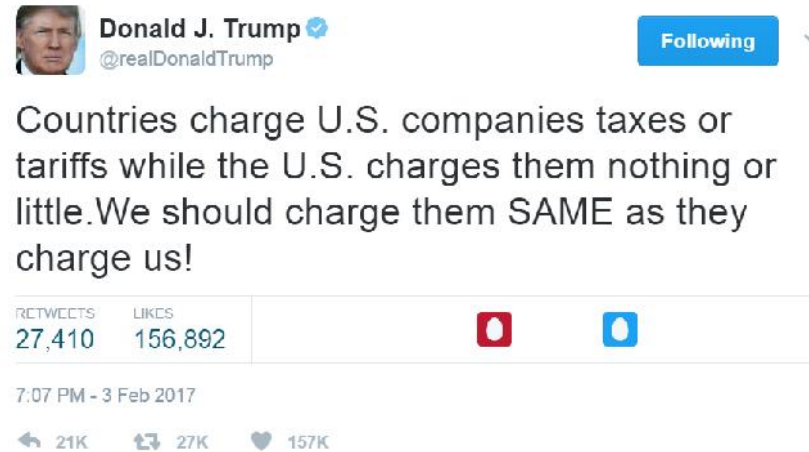 Donald J. Trump
@realDonaldTrump
Following
Countries charge U.S. companies taxes or
tariffs while the U.S. charges them nothing or
little.We should charge them SAME as they
charge us!
RETWEETS LIKES
27,410 156,892
7:07 PM - 3 Feb 2017
21K 27K 157K